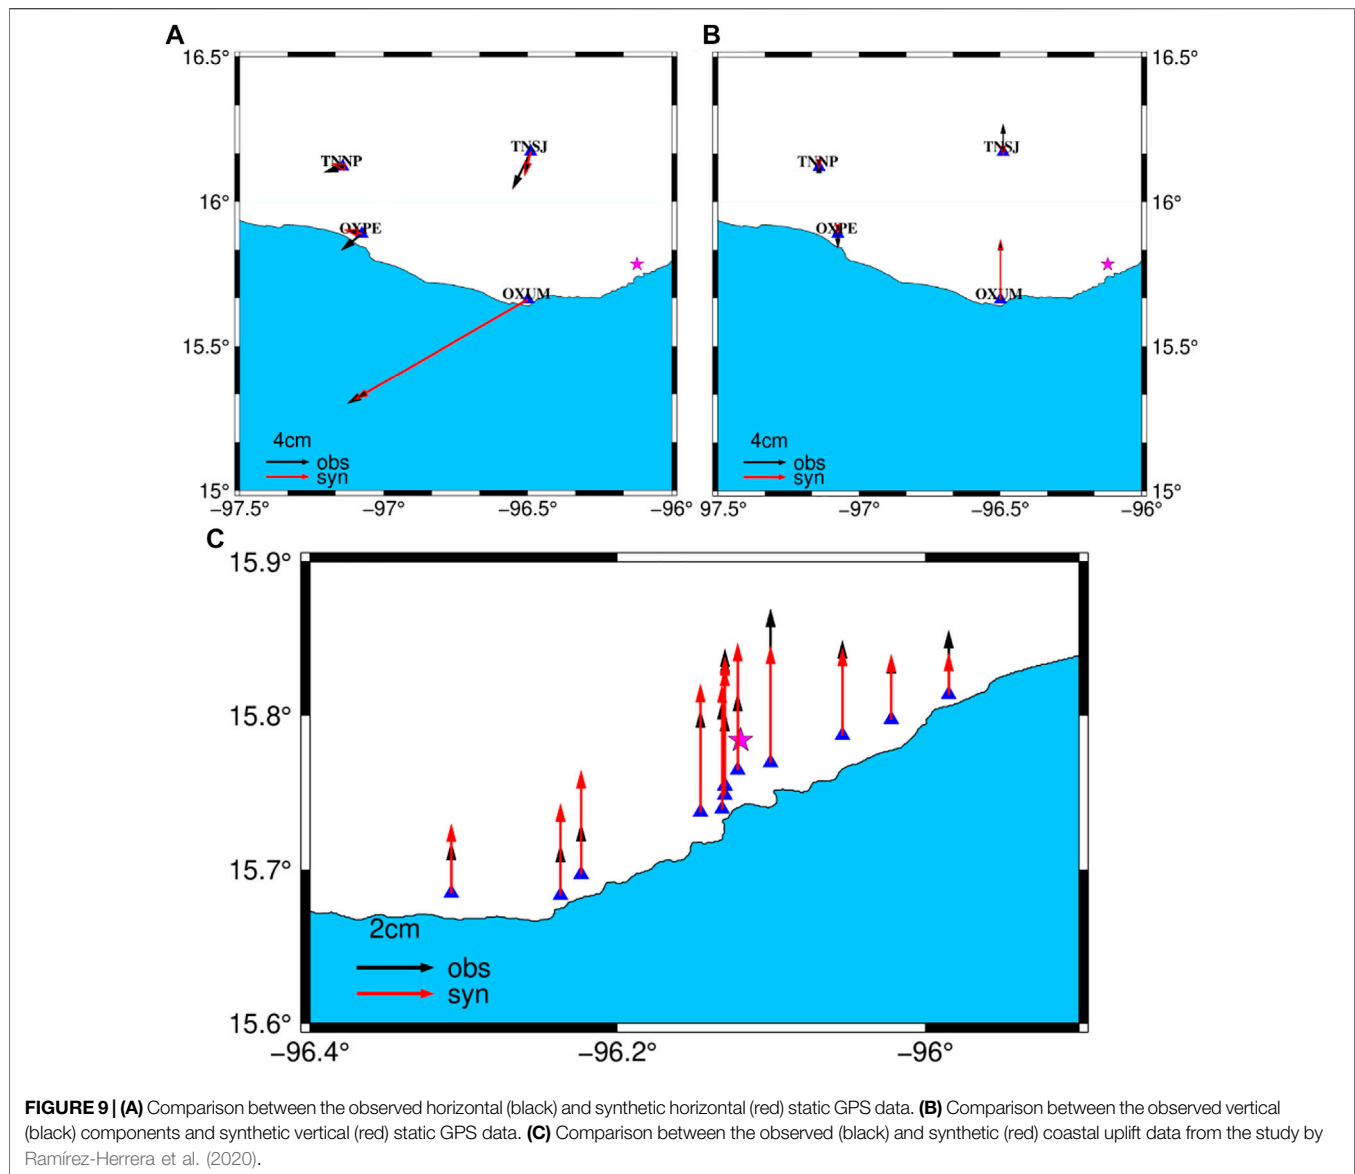 A
B
16.5°
16.5°
TNNP
TNSJ
TNNP
TNSJ
16°
16°
OXPE
OXPE
OXUM
OXUM
15.5°
15.5°
4cm
obs
syn
4cm
obs
syn
15°
15°
−97.5° −97° −96.5° −96°
−97.5° −97° −96.5° −96°
C
15.9°
15.8°
15.7°
2cm
obs
syn
15.6°
−96.4° −96.2° −96°
FIGURE 9 | (A) Comparison between the observed horizontal (black) and synthetic horizontal (red) static GPS data. (B) Comparison between the observed vertical
(black) components and synthetic vertical (red) static GPS data. (C) Comparison between the observed (black) and synthetic (red) coastal uplift data from the study by
Ramírez-Herrera et al. (2020).